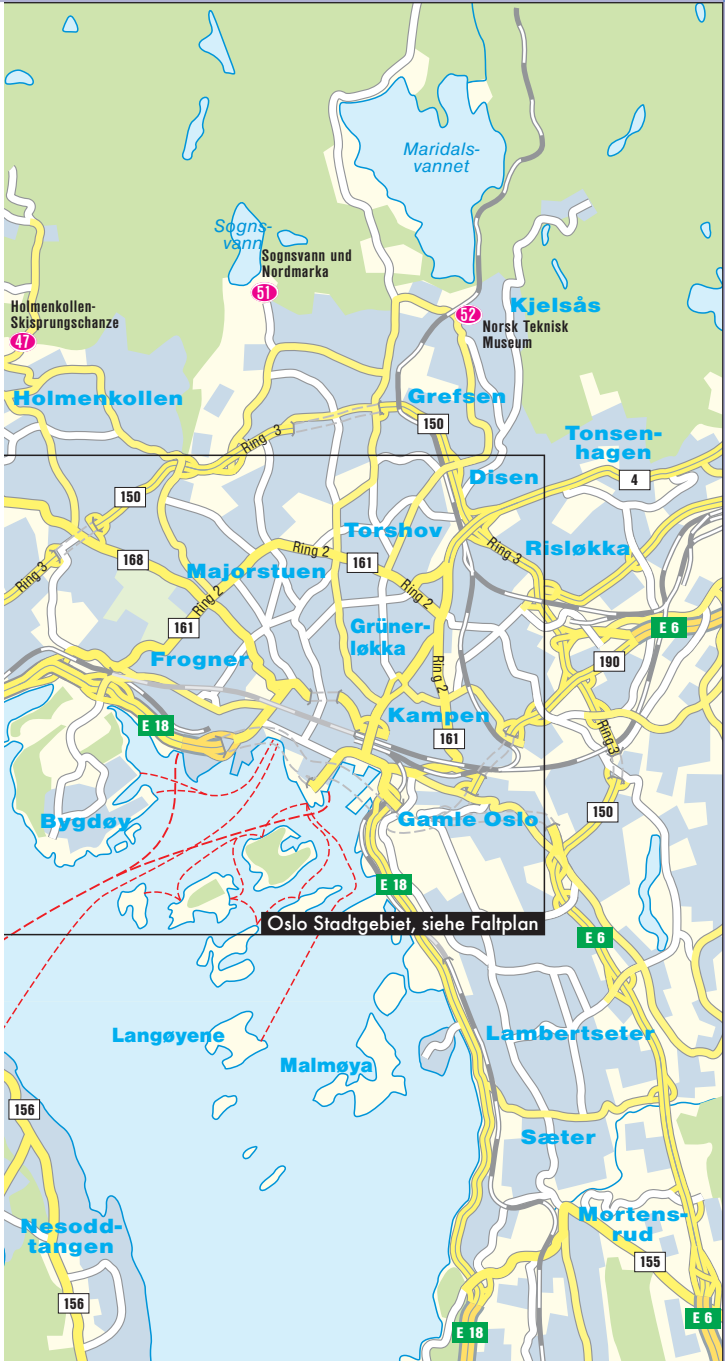 Maridals-
vannet
Sogns-
vann
Sognsvann und
Nordmarka
51
Holmenkollen-
Skisprungschanze
47
52
Norsk Teknisk
Museum
Kjelsås
Holmenkollen
Grefsen
150
Ring 3
Tonsen-
hagen
4
Disen
150
Torshov
Ring 2
161
Ring 3
Risløkka
168
Majorstuen
Ring 3
Ring 2
Ring 2
161
Grüner-
løkka
E 6
Frogner
190
Ring 2
E 18
Kampen
161
Ring 3
150
Bygdøy
Gamle Oslo
E 18
Oslo Stadtgebiet, siehe Faltplan
E 6
Langøyene
Lambertseter
Malmøya
156
Sæter
Nesodd-
tangen
Mortens-
rud
155
156
E 18
E 6